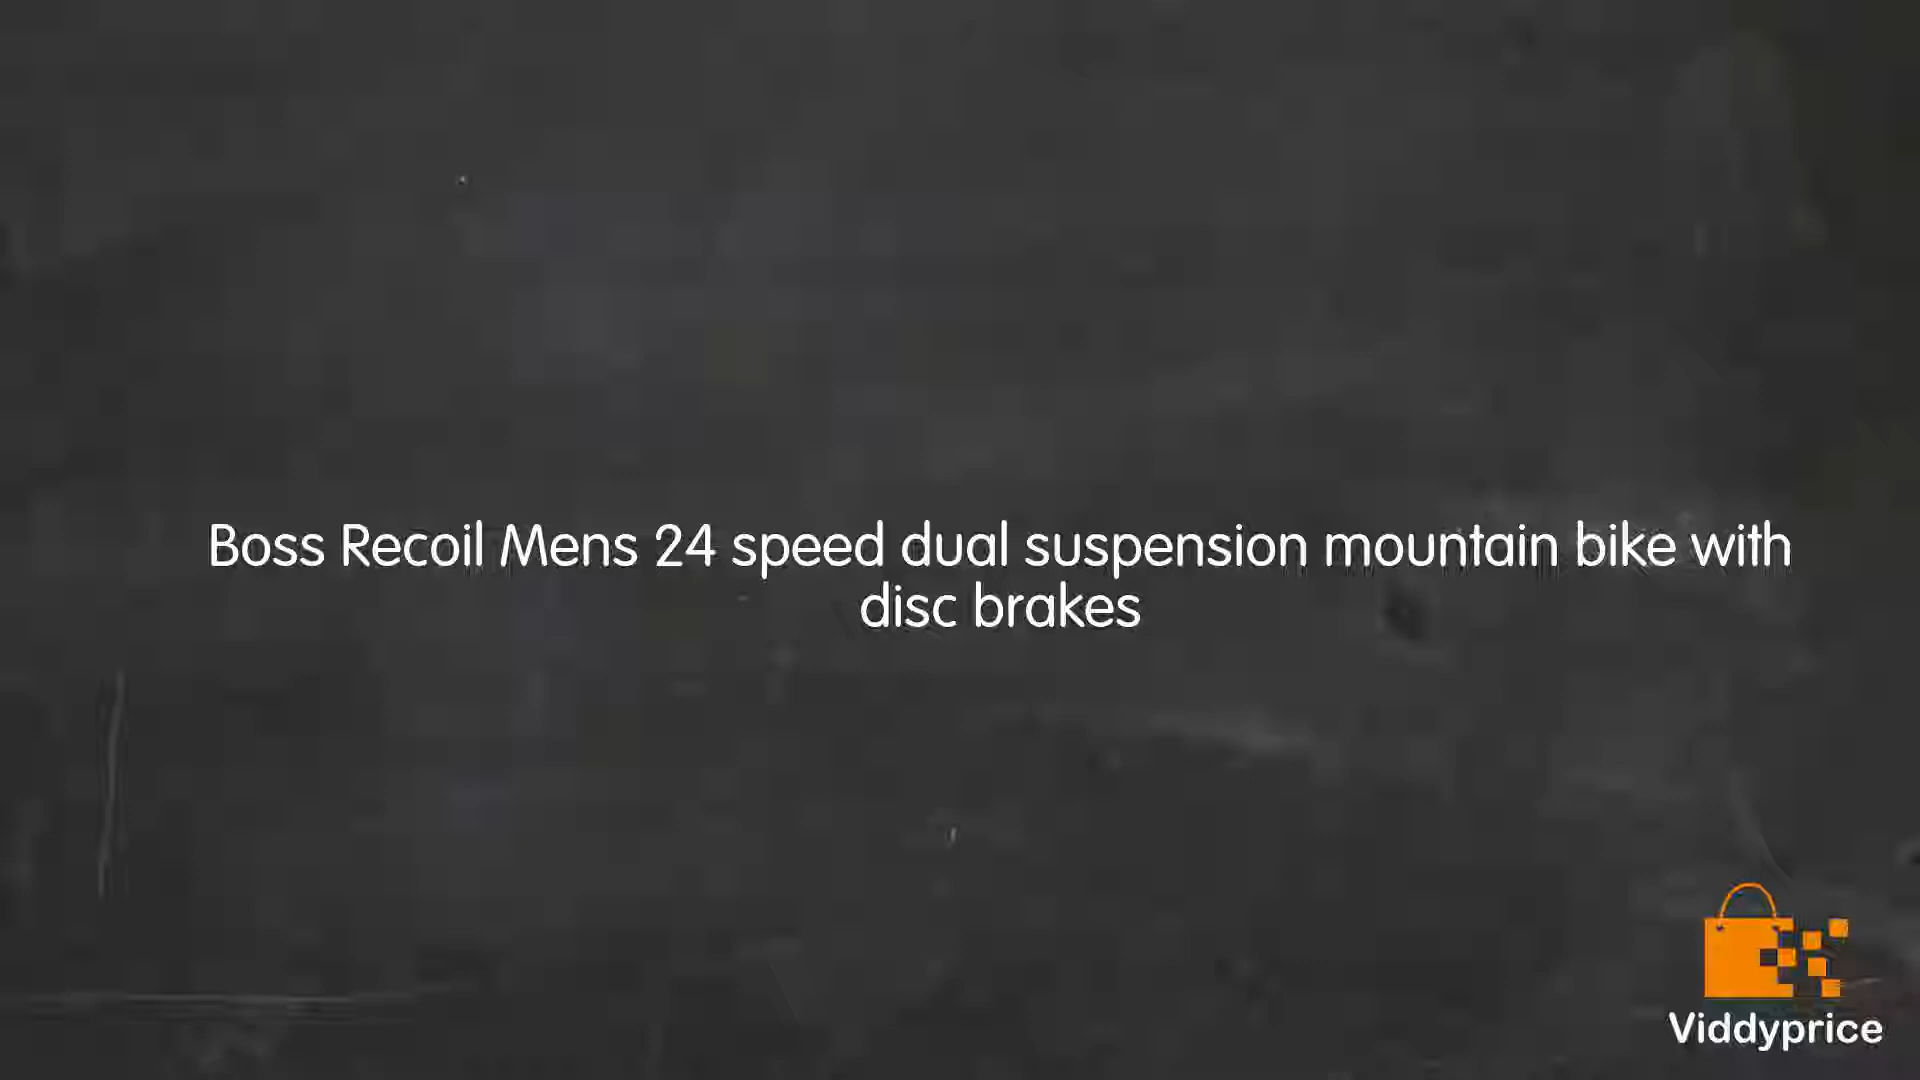 Boss Recoil Mens 24 speed dual suspension mountain bike with
disc brakes
Viddyprice